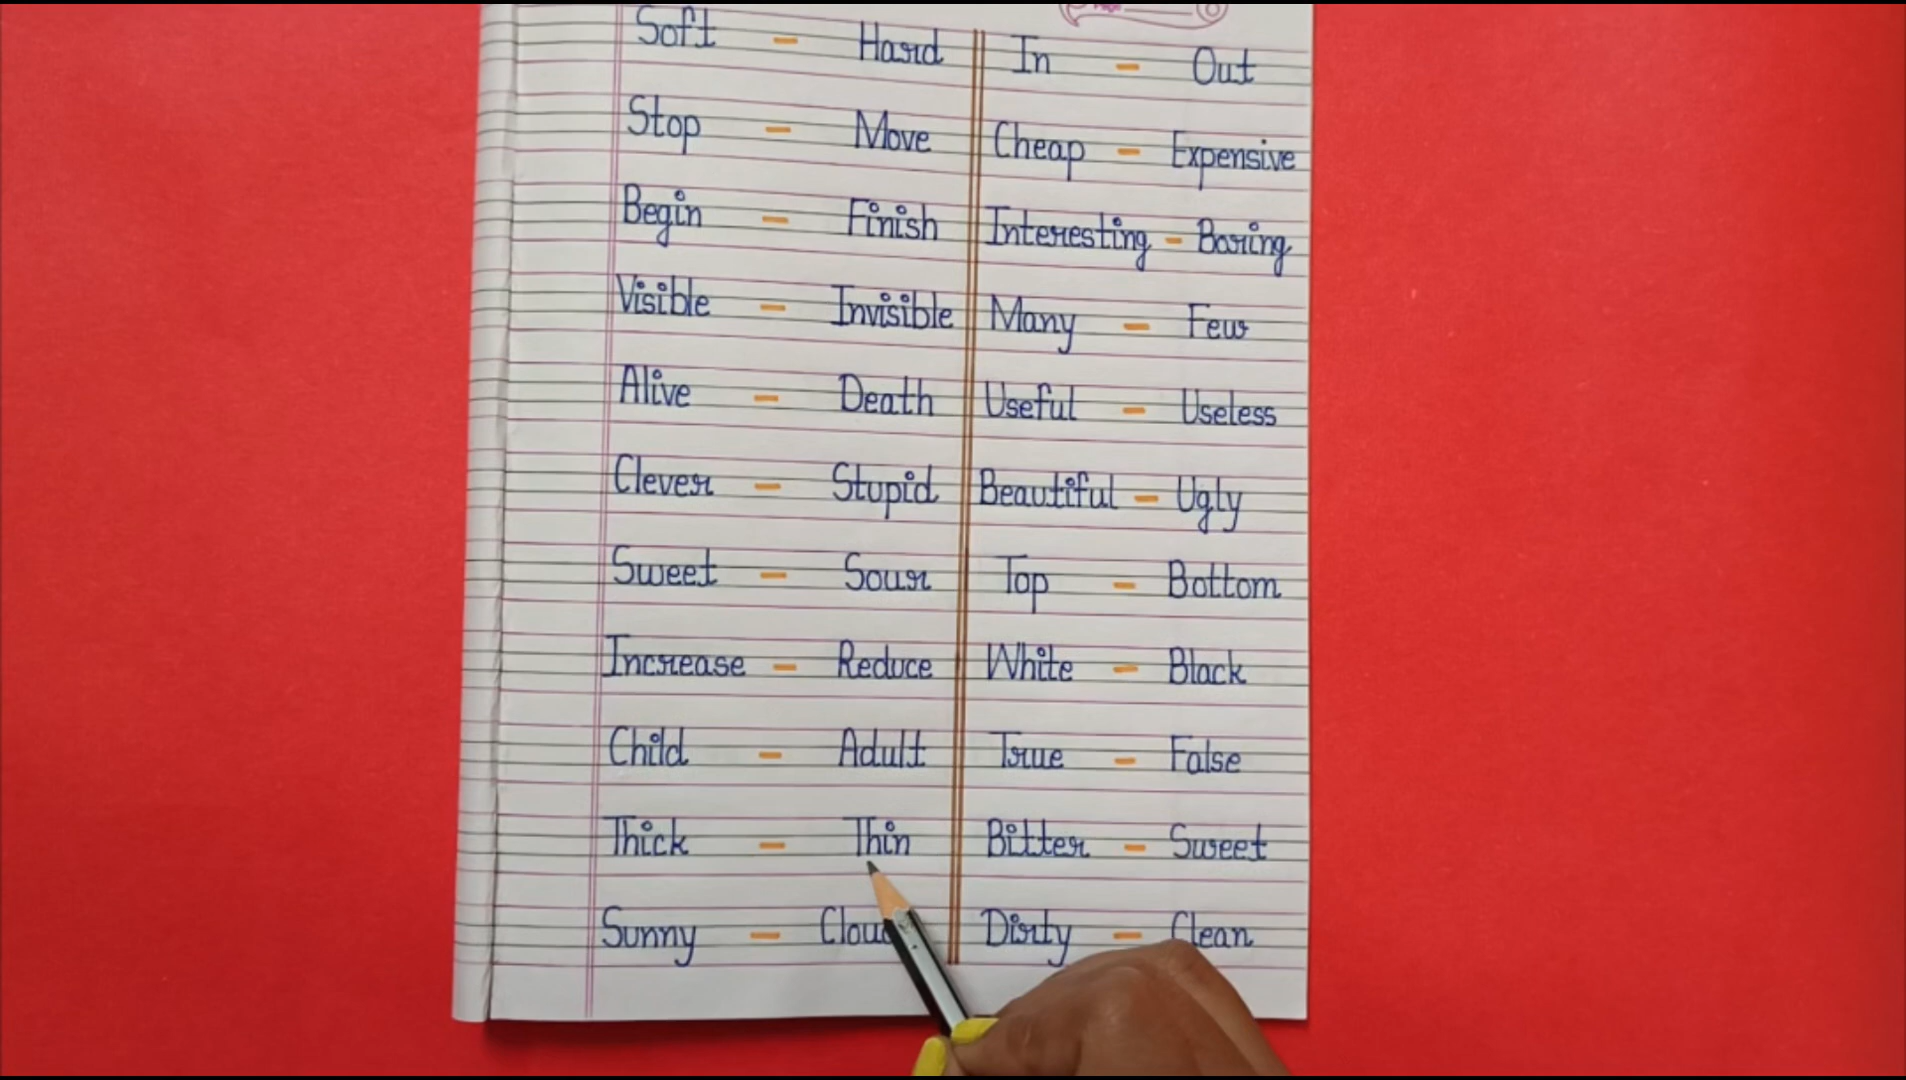 Soft - Hard In - Out
Stop - Move Cheap - Expensive
Begin - Finish Interesting - Boring
Visible - Invisible Many - Few
Alive - Death Useful - Useless
Clever - Stupid Beautiful - Ugly
Sweet - Sour Top - Bottom
Increase - Reduce White - Black
Child - Adult True - False
Thick - Thin Bitter - Sweet
Sunny - Dirty - Clean